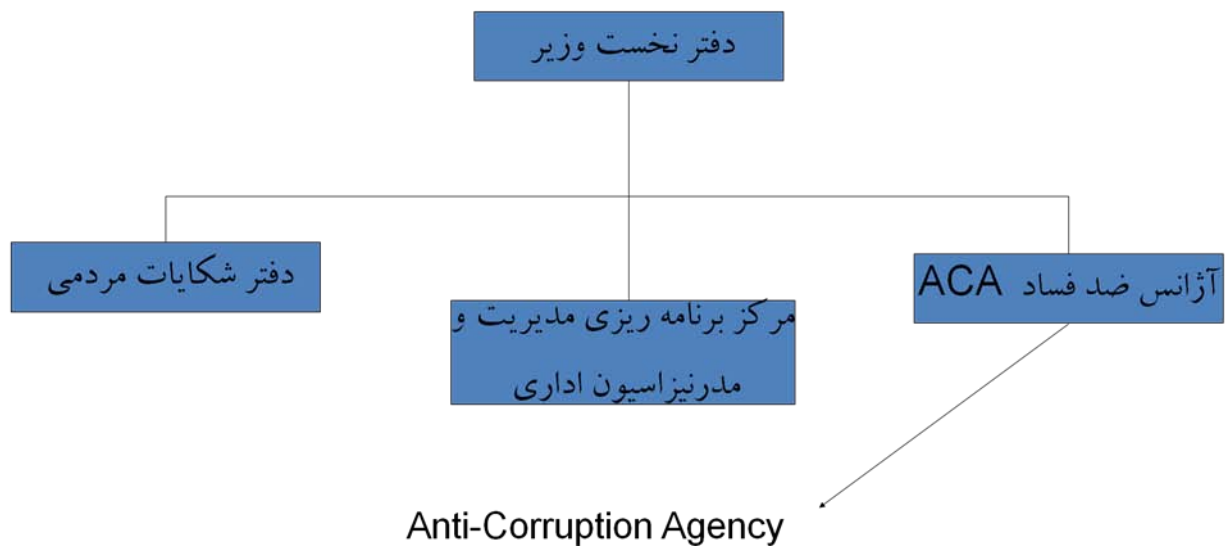 دفتر نخست وزیر
آژانس ضد فساد ACA
دفتر شکایات مردمی
مرکز برنامه ریزی مدیریت و
مدرنیزاسیون اداری
Anti-Corruption Agency